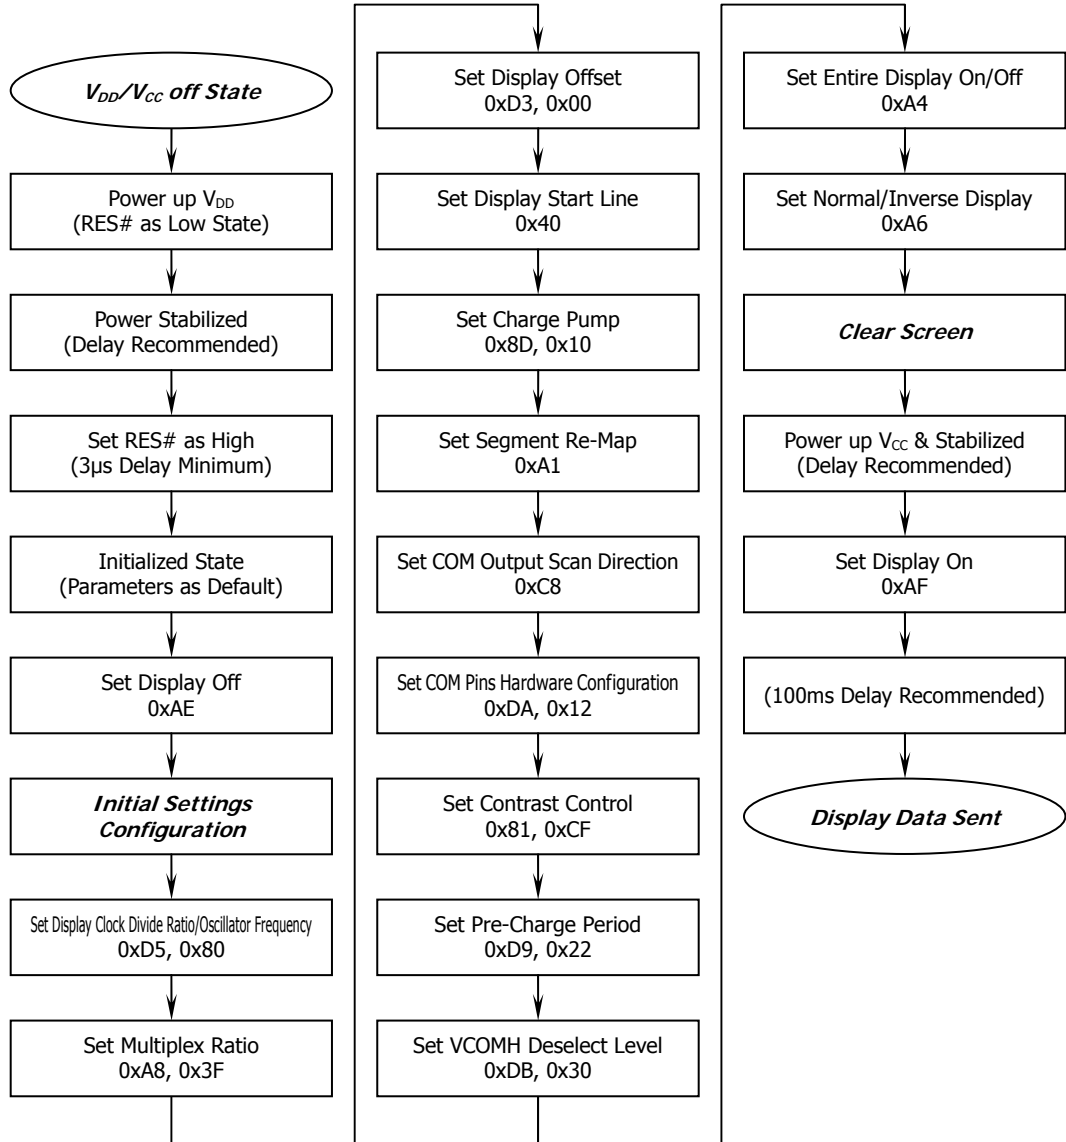 V_DD/V_CC off State
Power up V_DD
(RES# as Low State)
Power Stabilized
(Delay Recommended)
Set RES# as High
(3μs Delay Minimum)
Initialized State
(Parameters as Default)
Set Display Off
0xAE
Initial Settings
Configuration
Set Display Clock Divide Ratio/Oscillator Frequency
0xD5, 0x80
Set Multiplex Ratio
0xA8, 0x3F
Set Display Offset
0xD3, 0x00
Set Display Start Line
0x40
Set Charge Pump
0x8D, 0x10
Set Segment Re-Map
0xA1
Set COM Output Scan Direction
0xC8
Set COM Pins Hardware Configuration
0xDA, 0x12
Set Contrast Control
0x81, 0xCF
Set Pre-Charge Period
0xD9, 0x22
Set VCOMH Deselect Level
0xDB, 0x30
Set Entire Display On/Off
0xA4
Set Normal/Inverse Display
0xA6
Clear Screen
Power up V_CC & Stabilized
(Delay Recommended)
Set Display On
0xAF
(100ms Delay Recommended)
Display Data Sent